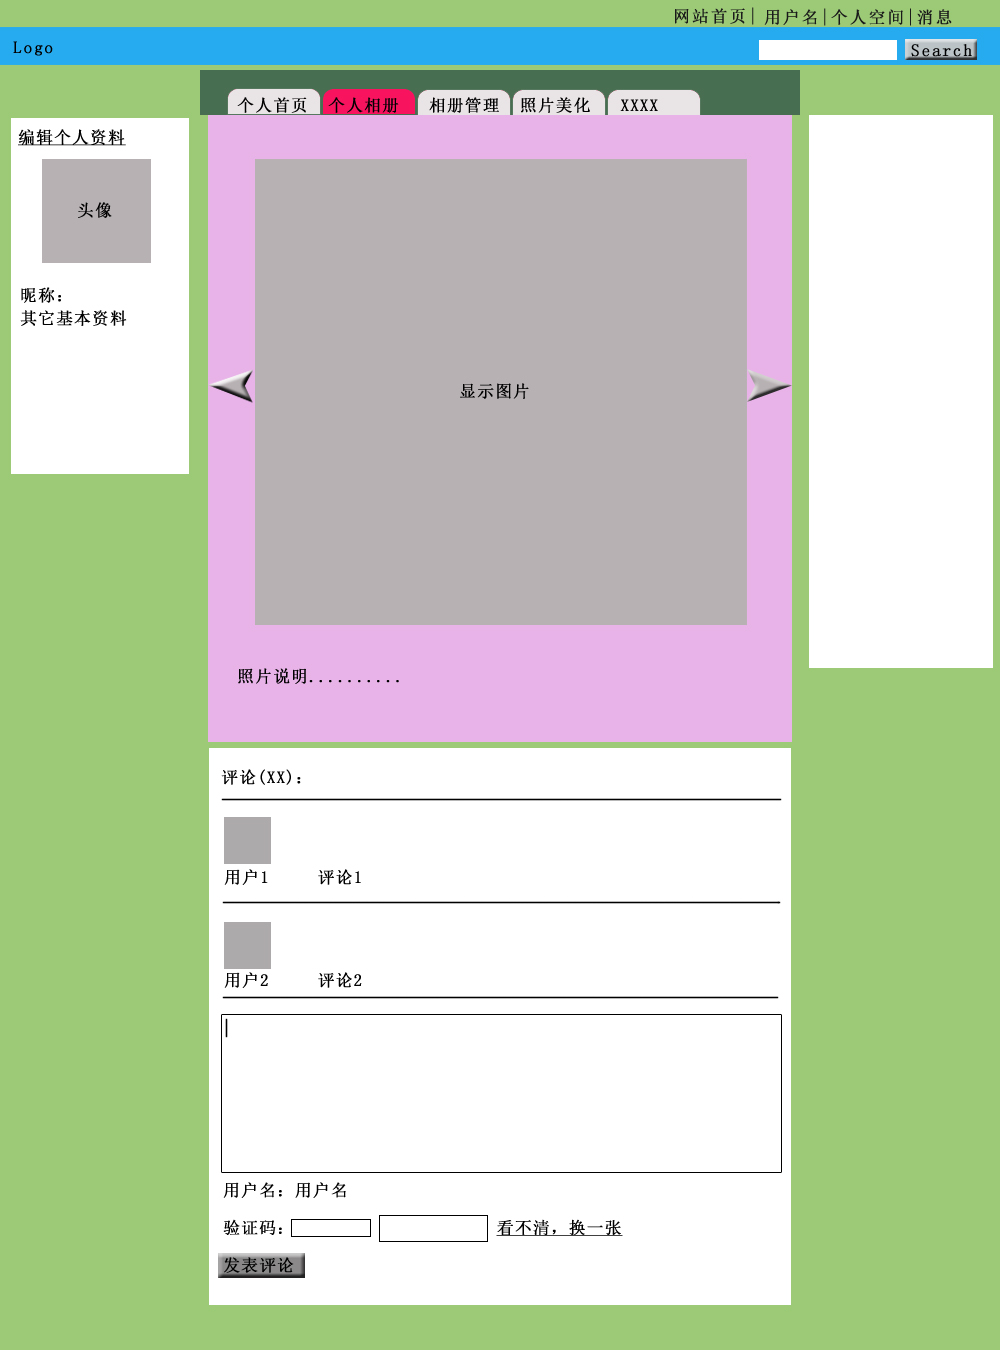 网站首页| 用户名|个人空间|消息
Logo
Search
个人首页 个人相册 相册管理 照片美化 XXXX
编辑个人资料
头像
昵称：
其它基本资料
显示图片
照片说明..........
评论(XX)：
用户1 评论1
用户2 评论2
用户名：用户名
验证码： 看不清，换一张
发表评论